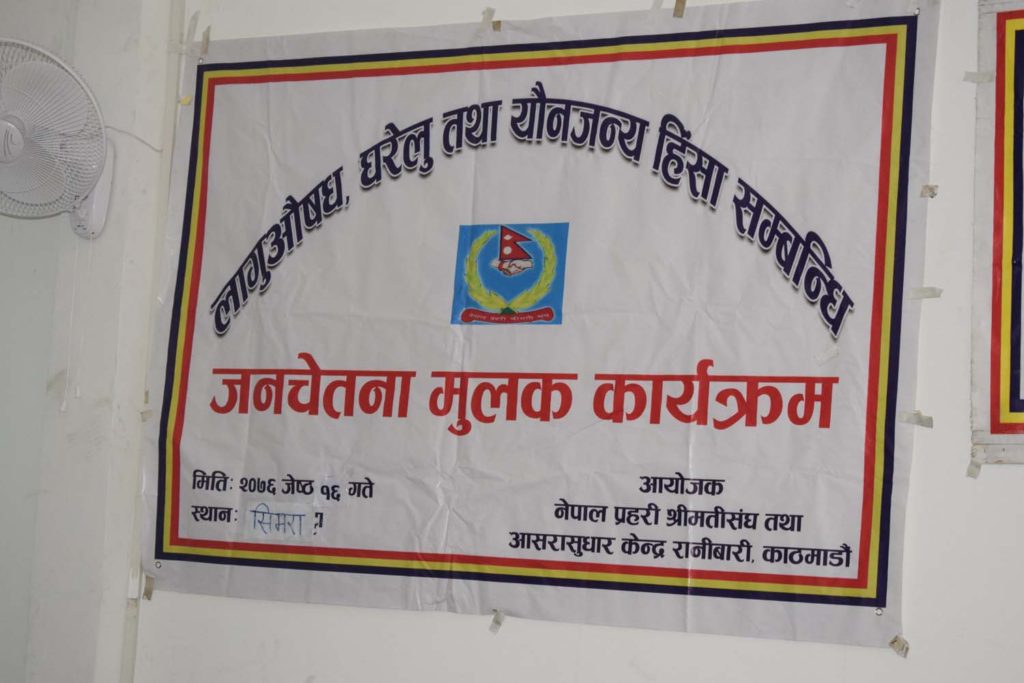 लागुऔषध, घरेलु तथा यौनजन्य हिंसा सम्बन्धि
जनचेतना मुलक कार्यक्रम
मितिः २०७६ जेष्ठ १६ गते
स्थानः सिमरा
आयोजक
नेपाल प्रहरी श्रीमतीसंघ तथा
आसरासुधार केन्द्र रानीबारी, काठमाडौं